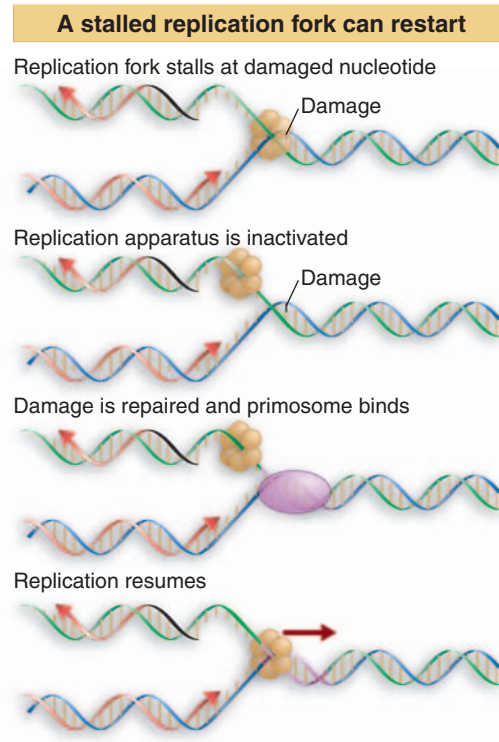 A stalled replication fork can restart
Replication fork stalls at damaged nucleotide
Damage
Replication apparatus is inactivated
Damage
Damage is repaired and primosome binds
Replication resumes